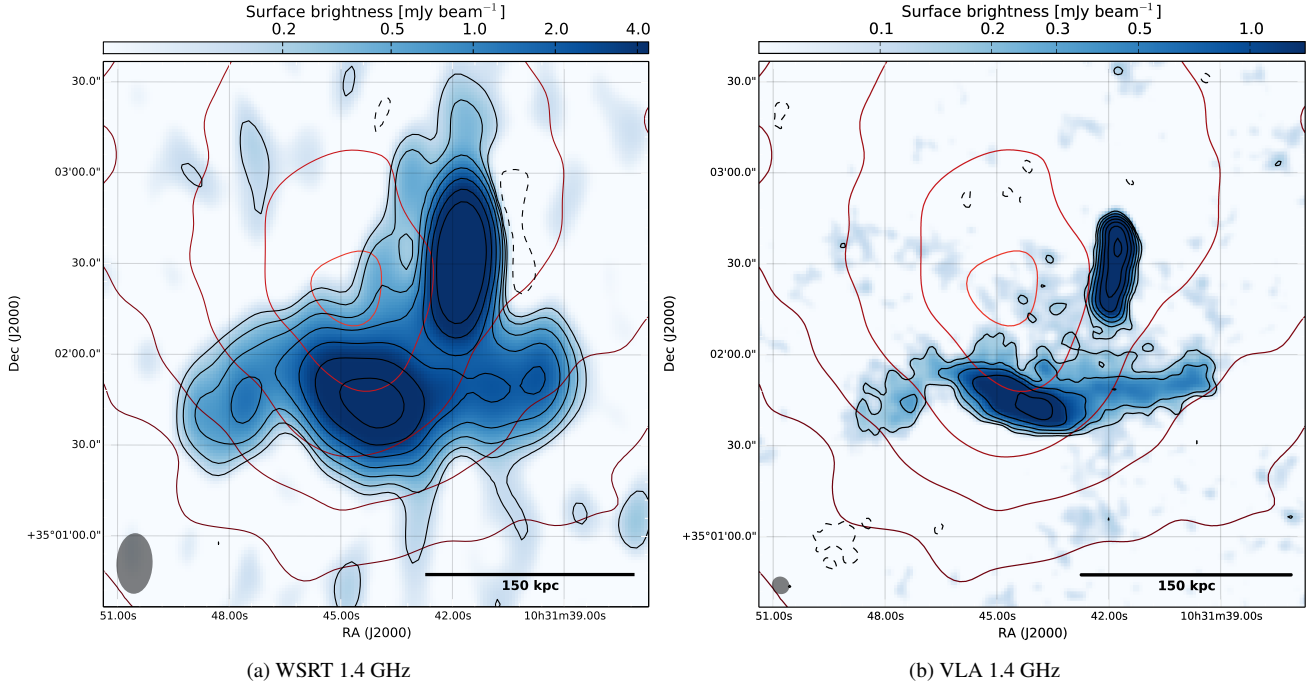 Surface brightness [mJy beam⁻¹]
0.2 0.5 1.0 2.0 4.0
30.0"
03'00.0"
30.0"
02'00.0"
30.0"
+35°01'00.0"
Dec (J2000)
150 kpc
51.00s 48.00s 45.00s 42.00s 10h31m39.00s
RA (J2000)
(a) WSRT 1.4 GHz
Surface brightness [mJy beam⁻¹]
0.1 0.2 0.3 0.5 1.0
30.0"
03'00.0"
30.0"
02'00.0"
30.0"
+35°01'00.0"
Dec (J2000)
150 kpc
51.00s 48.00s 45.00s 42.00s 10h31m39.00s
RA (J2000)
(b) VLA 1.4 GHz